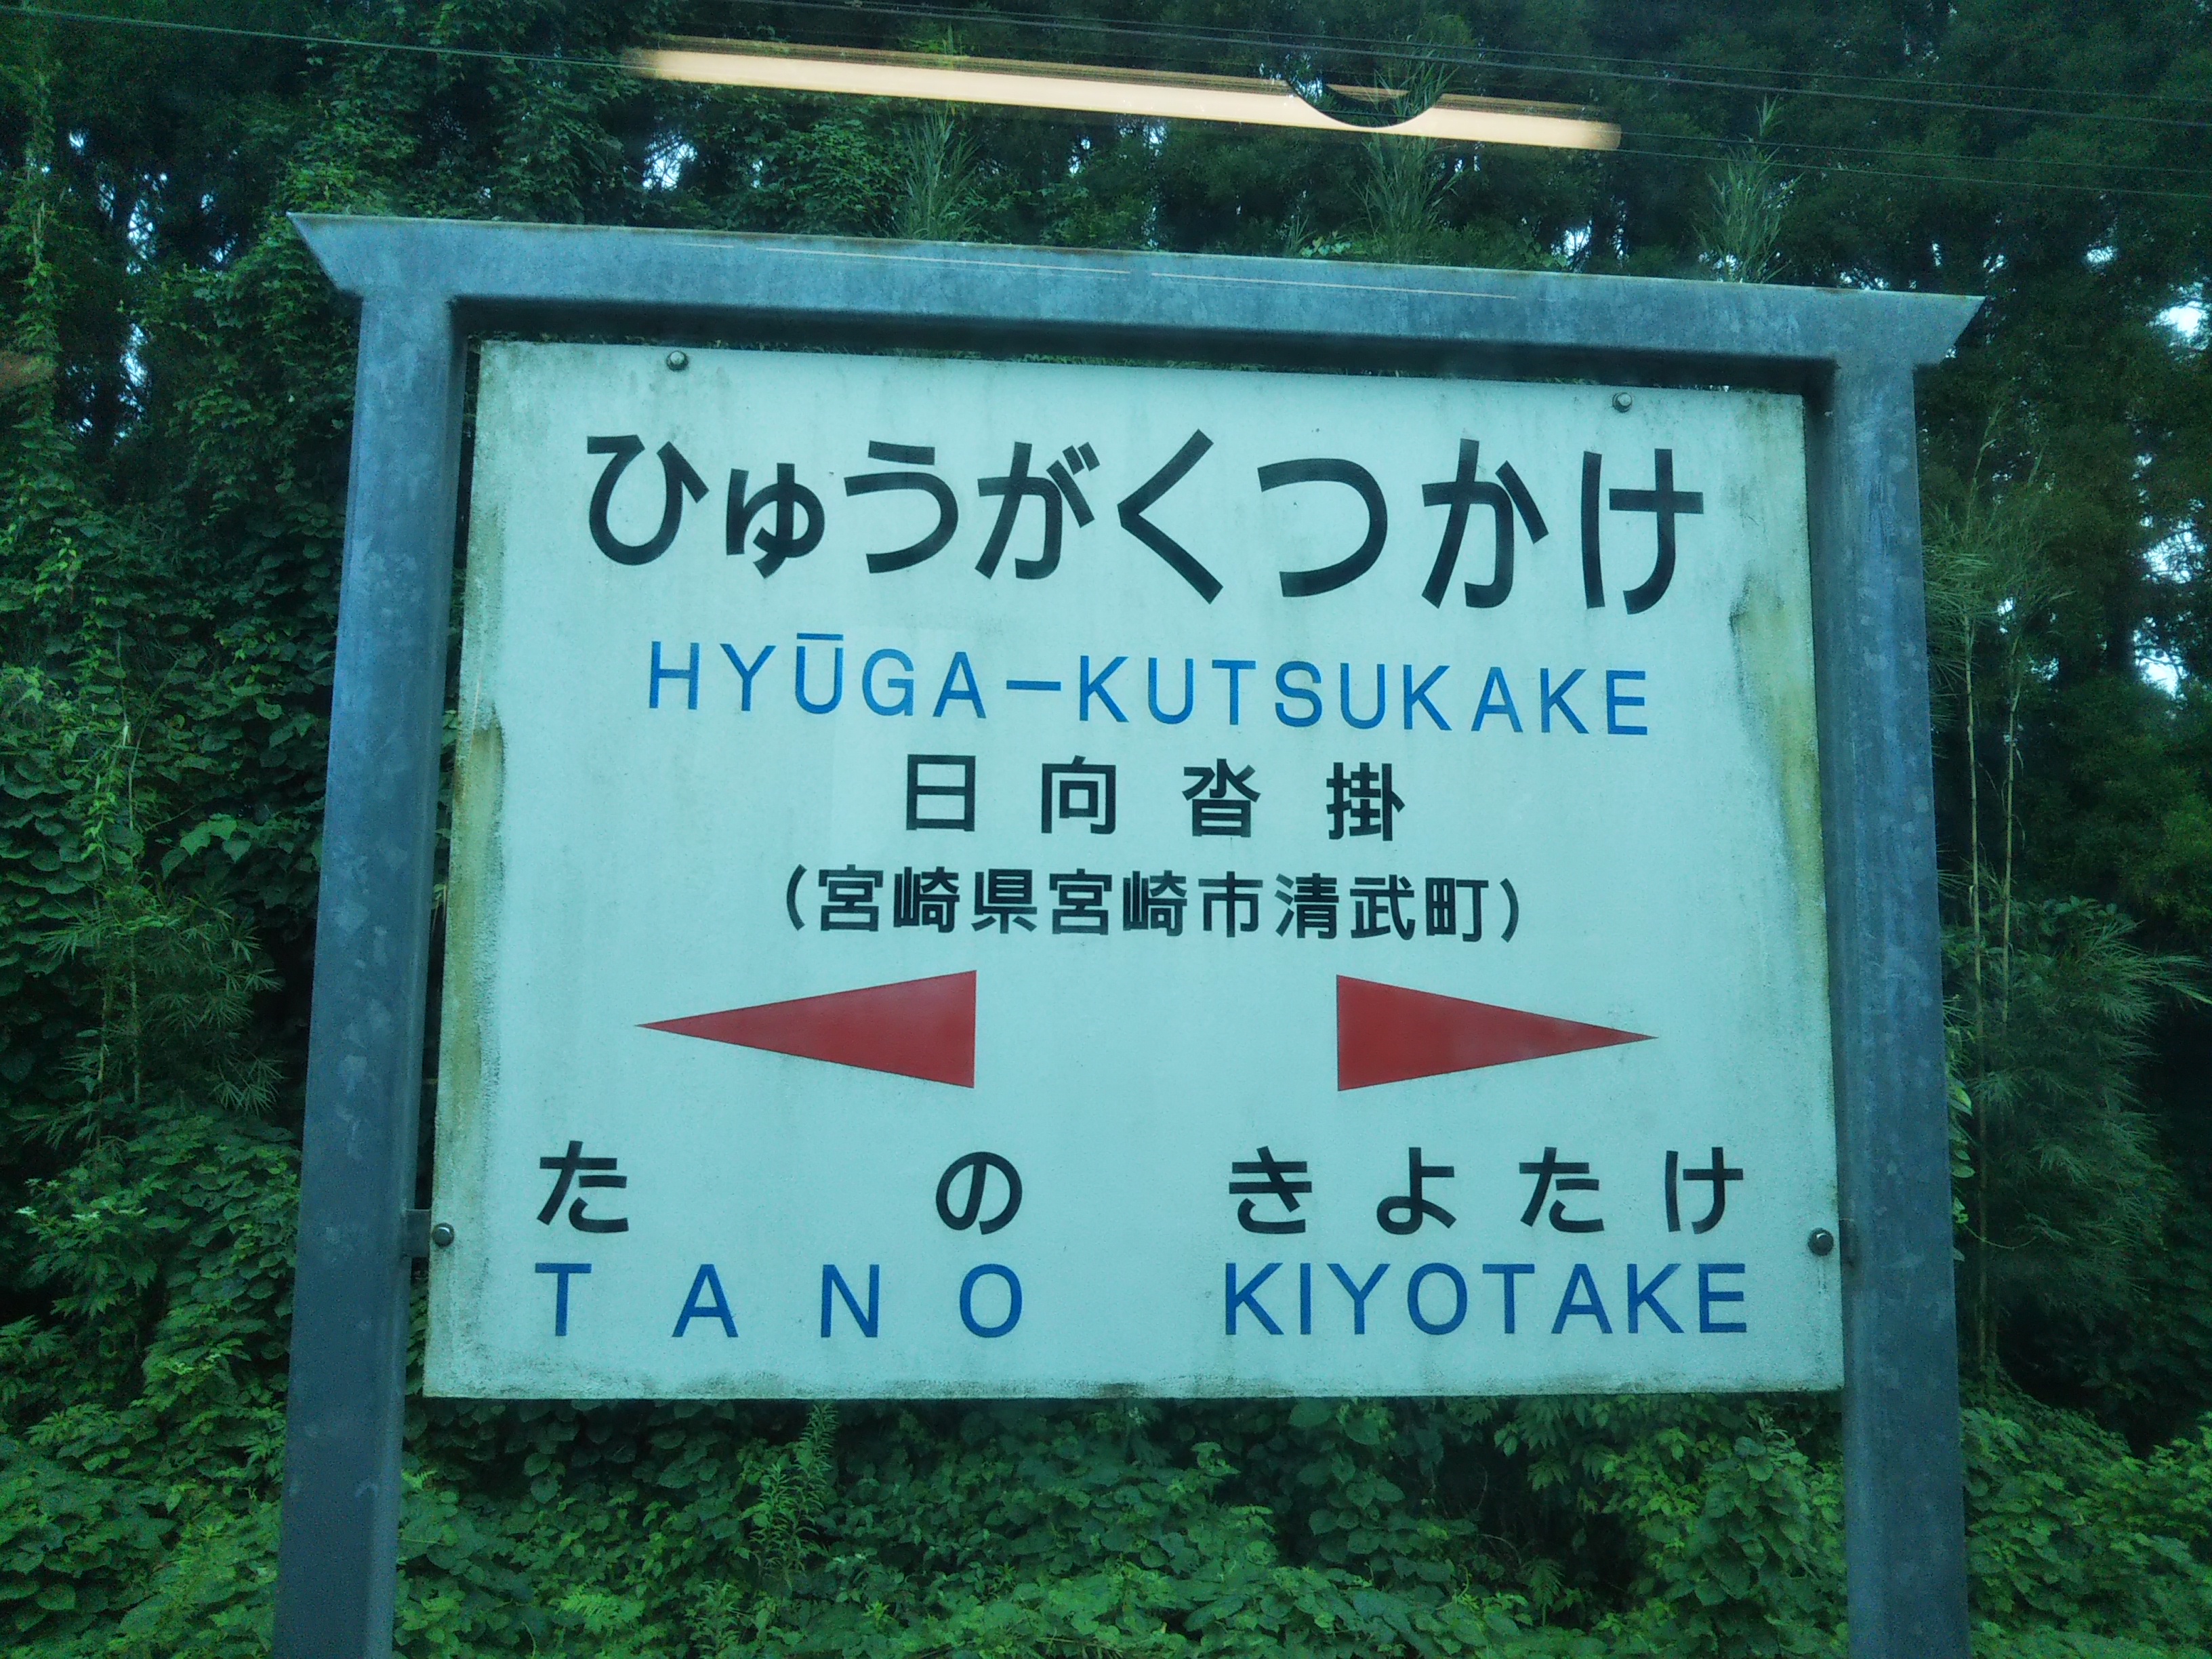 ひゅうがくつかけ
HYŪGA-KUTSUKAKE
日向沓掛
(宮崎県宮崎市清武町)
たの きよたけ
TANO KIYOTAKE